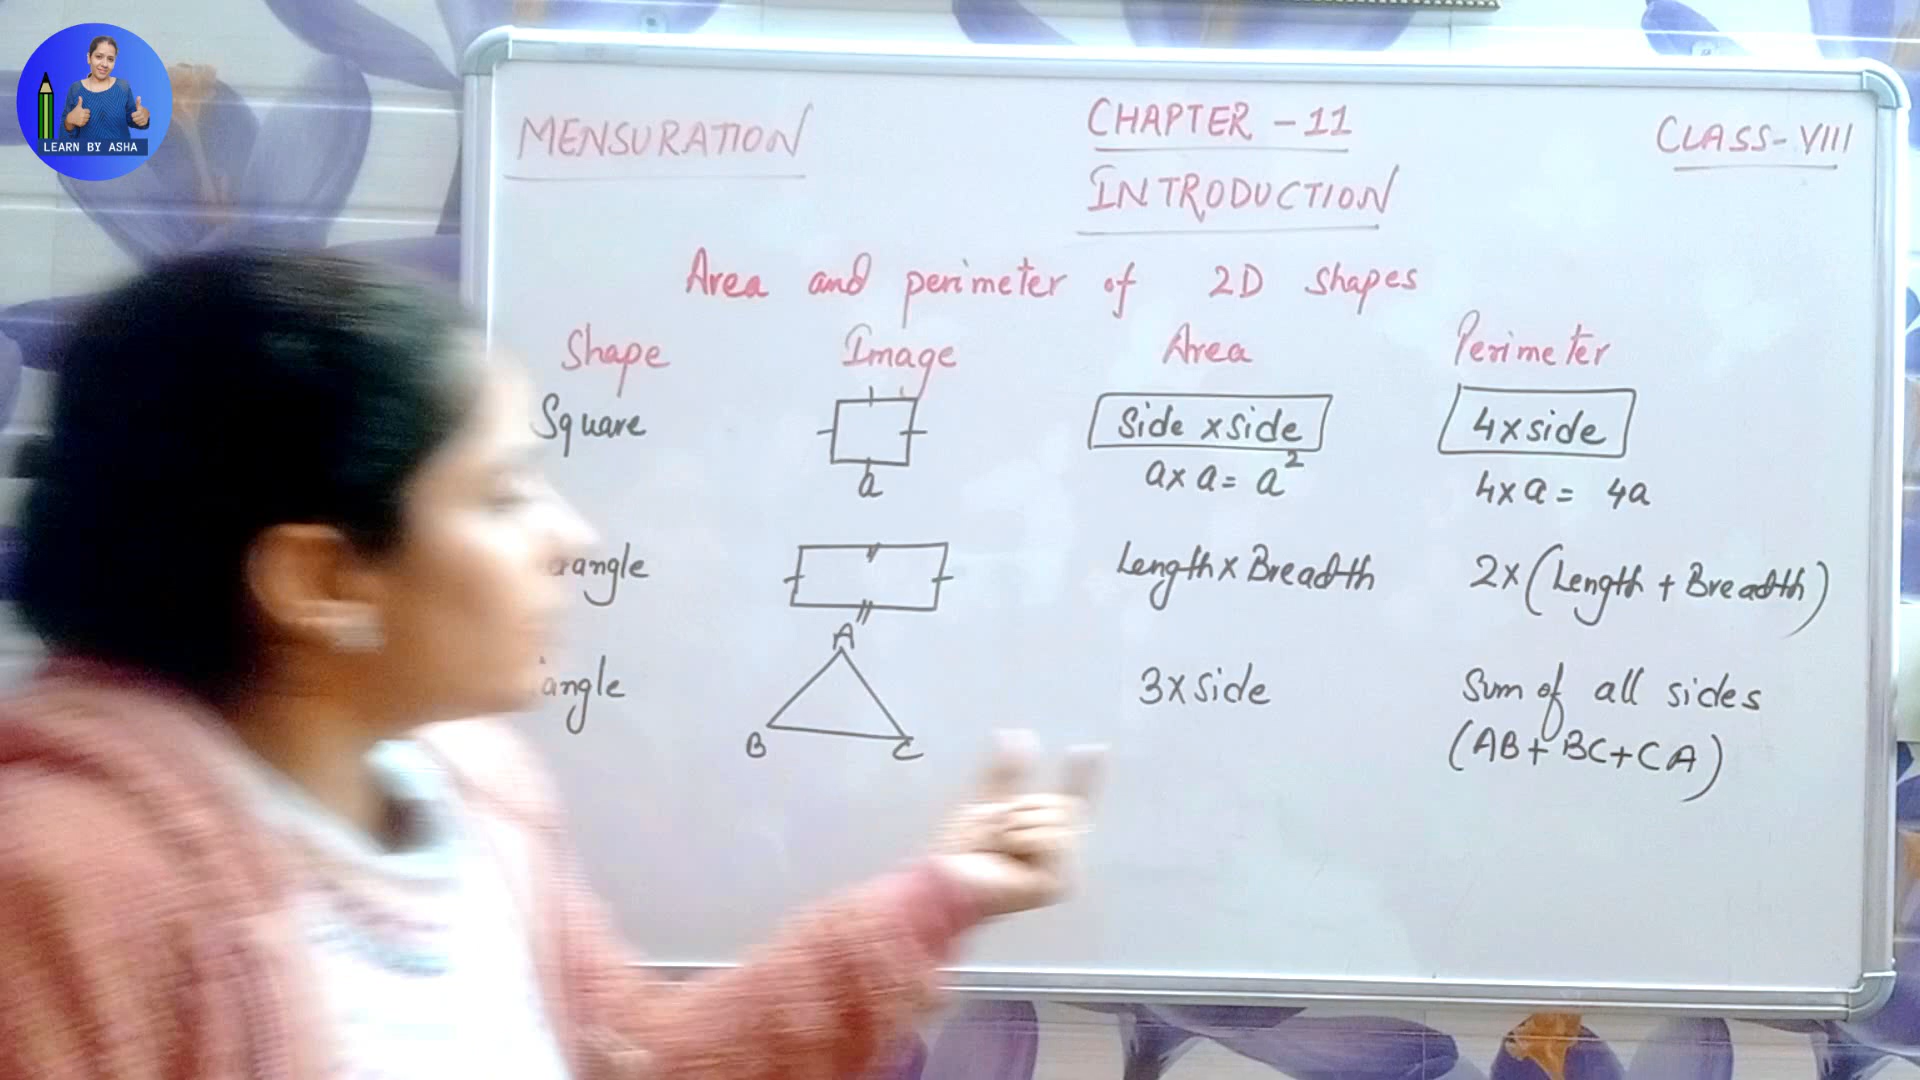 LEARN BY ASHA
MENSURATION
CHAPTER - 11
CLASS - VIII
INTRODUCTION
Area and perimeter of 2D shapes
Shape Image Area Perimeter
Square side x side 4 x side
a
a x a = a² 4 x a = 4a
angle Length x Breadth 2 x (Length + Breadth)
A
angle 3 x side Sum of all sides
B C
(AB + BC + CA)